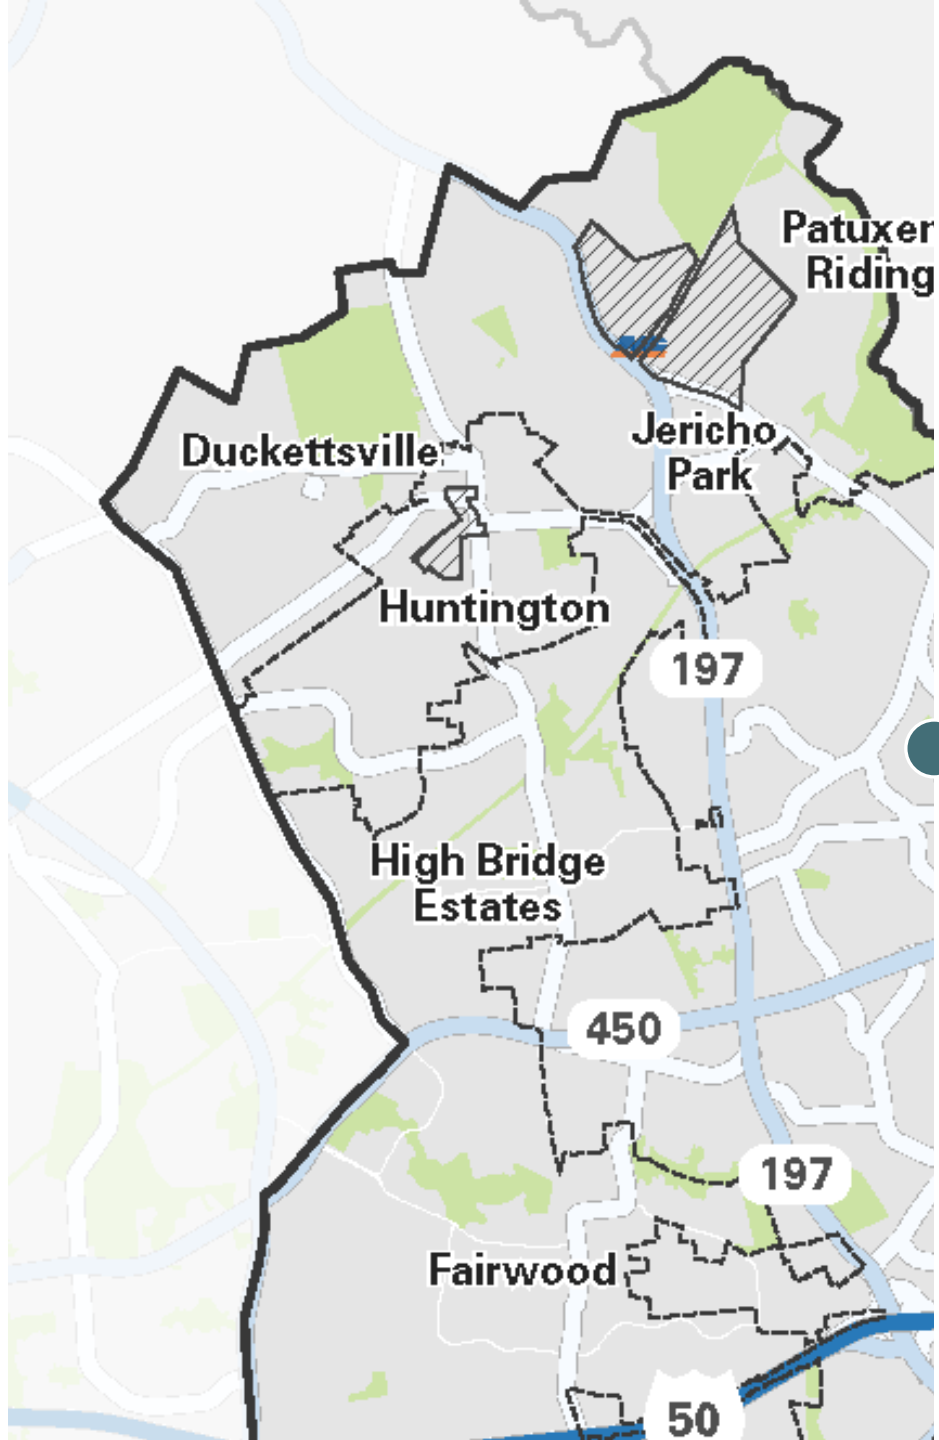 Patuxen
Riding
Jericho
Park
Duckettsville
Huntington
197
High Bridge
Estates
450
197
Fairwood
50